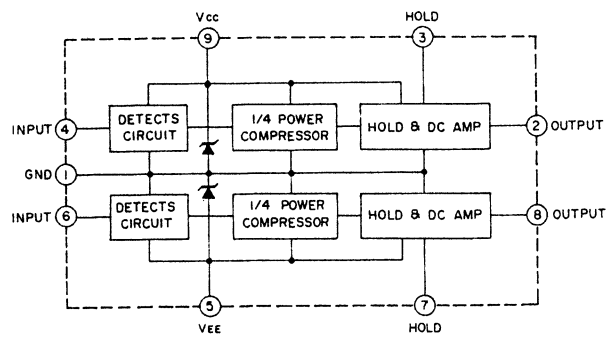 Vcc
HOLD
9
3
INPUT 4
DETECTS
CIRCUIT
1/4 POWER
COMPRESSOR
HOLD & DC AMP
2 OUTPUT
GND 1
INPUT 6
DETECTS
CIRCUIT
1/4 POWER
COMPRESSOR
HOLD & DC AMP
8 OUTPUT
5
7
VEE
HOLD